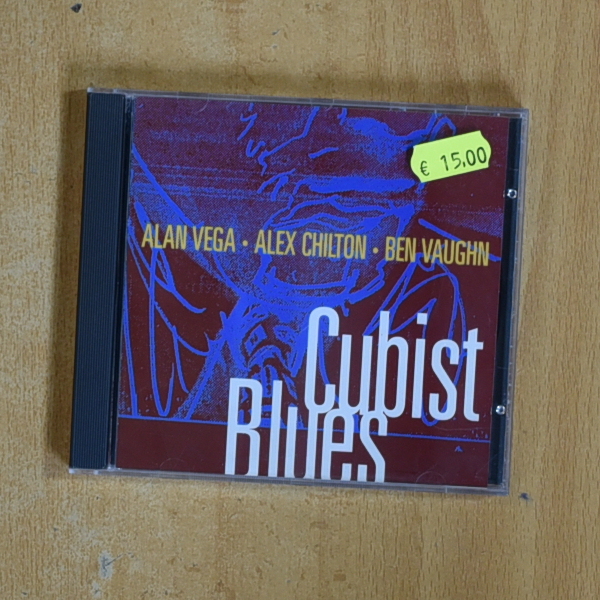 € 15,00
ALAN VEGA • ALEX CHILTON • BEN VAUGHN
Cubist
Blues